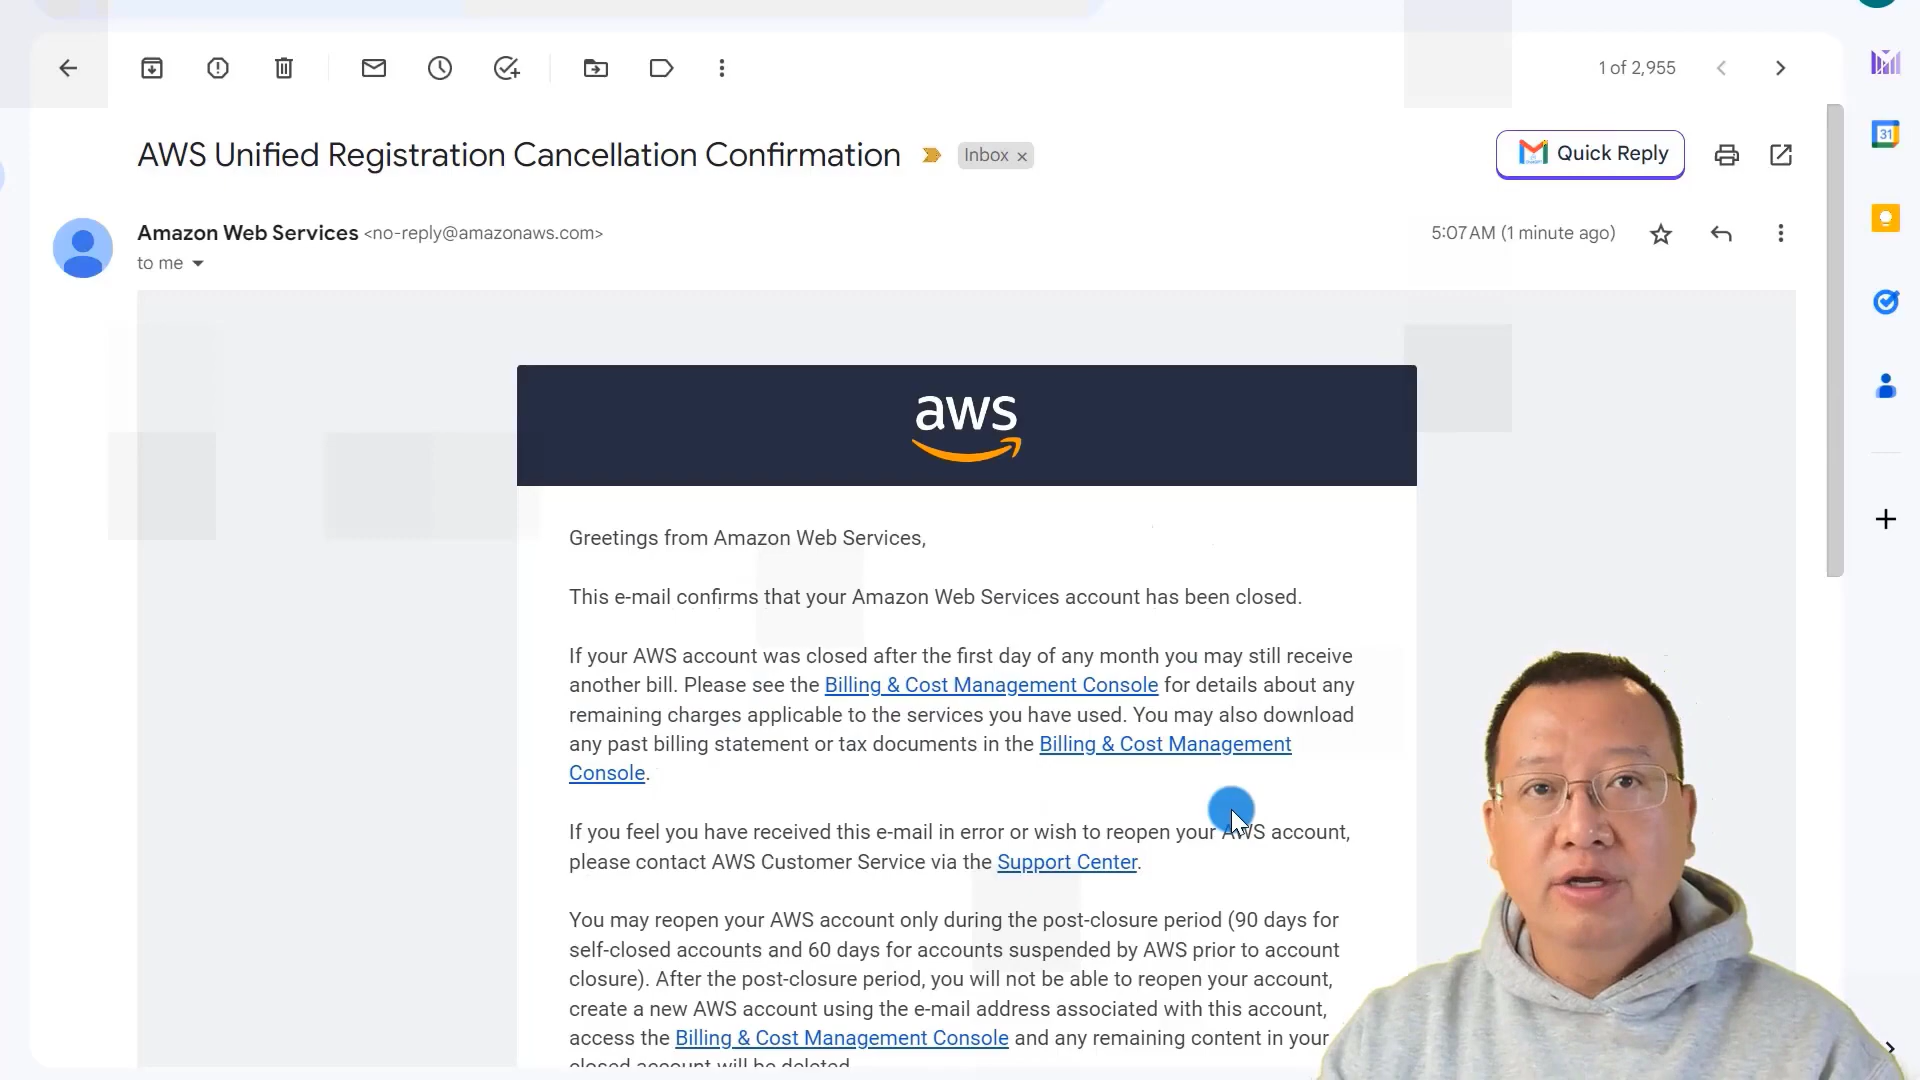 1 of 2,955
AWS Unified Registration Cancellation Confirmation
Inbox ×
Quick Reply
31
Amazon Web Services <no-reply@amazonaws.com>
5:07 AM (1 minute ago)
to me
aws
Greetings from Amazon Web Services,
This e-mail confirms that your Amazon Web Services account has been closed.
If your AWS account was closed after the first day of any month you may still receive
another bill. Please see the Billing & Cost Management Console for details about any
remaining charges applicable to the services you have used. You may also download
any past billing statement or tax documents in the Billing & Cost Management
Console.
If you feel you have received this e-mail in error or wish to reopen your AWS account,
please contact AWS Customer Service via the Support Center.
You may reopen your AWS account only during the post-closure period (90 days for
self-closed accounts and 60 days for accounts suspended by AWS prior to account
closure). After the post-closure period, you will not be able to reopen your account,
create a new AWS account using the e-mail address associated with this account,
access the Billing & Cost Management Console and any remaining content in your
closed account will be deleted.